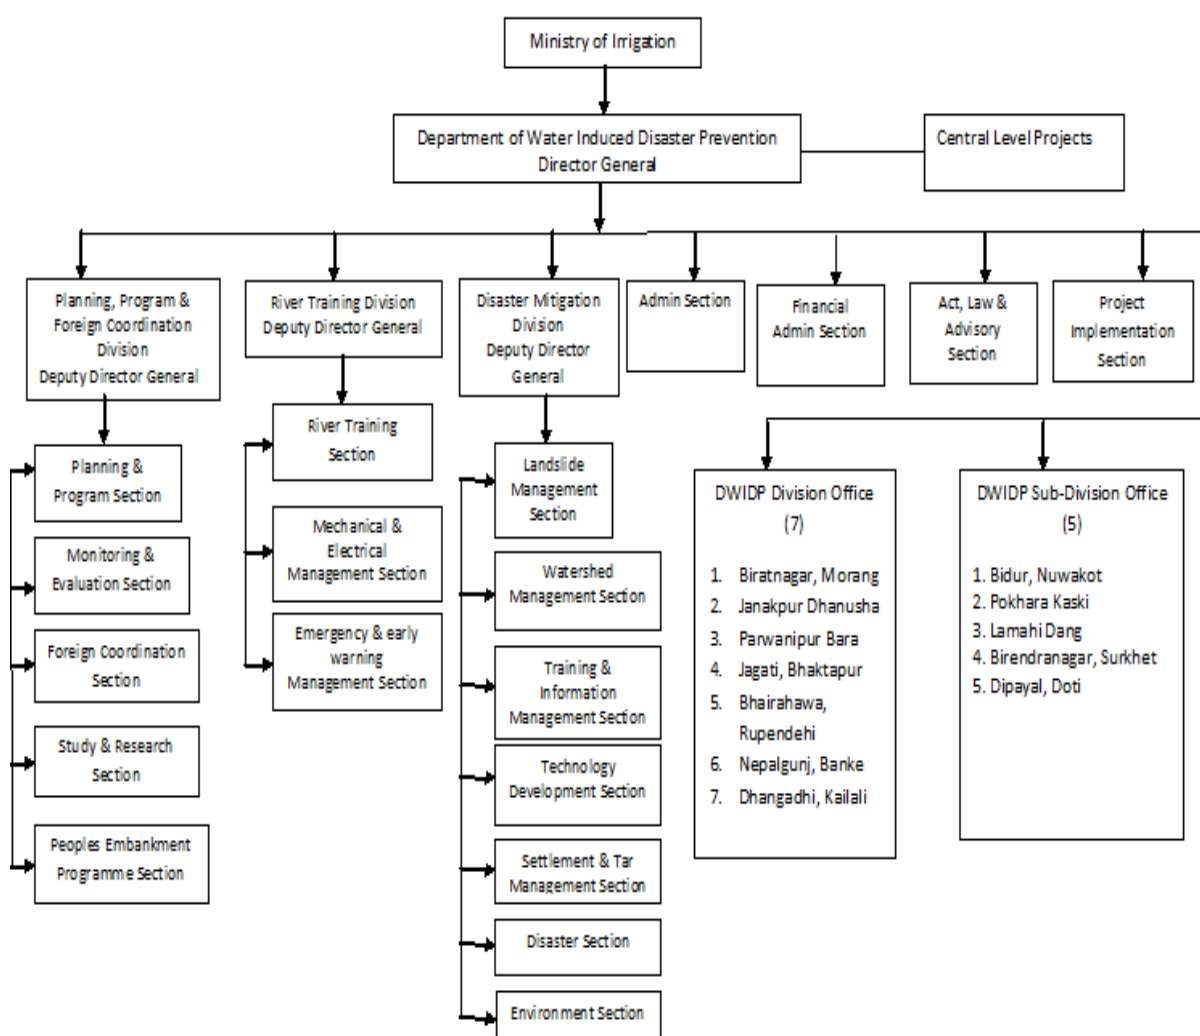 Ministry of Irrigation
Department of Water Induced Disaster Prevention
Director General
Central Level Projects
Planning, Program &
Foreign Coordination
Division
Deputy Director General
River Training Division
Deputy Director General
Disaster Mitigation
Division
Deputy Director
General
Admin Section
Financial
Admin Section
Act, Law &
Advisory
Section
Project
Implementation
Section
Planning &
Program Section
Monitoring &
Evaluation Section
Foreign Coordination
Section
Study & Research
Section
Peoples Embankment
Programme Section
River Training
Section
Mechanical &
Electrical
Management Section
Emergency & early
warning
Management Section
Landslide
Management
Section
Watershed
Management Section
Training &
Information
Management Section
Technology
Development Section
Settlement & Tar
Management Section
Disaster Section
Environment Section
DWIDP Division Office
(7)
1. Biratnagar, Morang
2. Janakpur Dhanusha
3. Parwanipur Bara
4. Jagati, Bhaktapur
5. Bhairahawa,
Rupendehi
6. Nepalgunj, Banke
7. Dhangadhi, Kailali
DWIDP Sub-Division Office
(5)
1. Bidur, Nuwakot
2. Pokhara Kaski
3. Lamahi Dang
4. Birendranagar, Surkhet
5. Dipayal, Doti